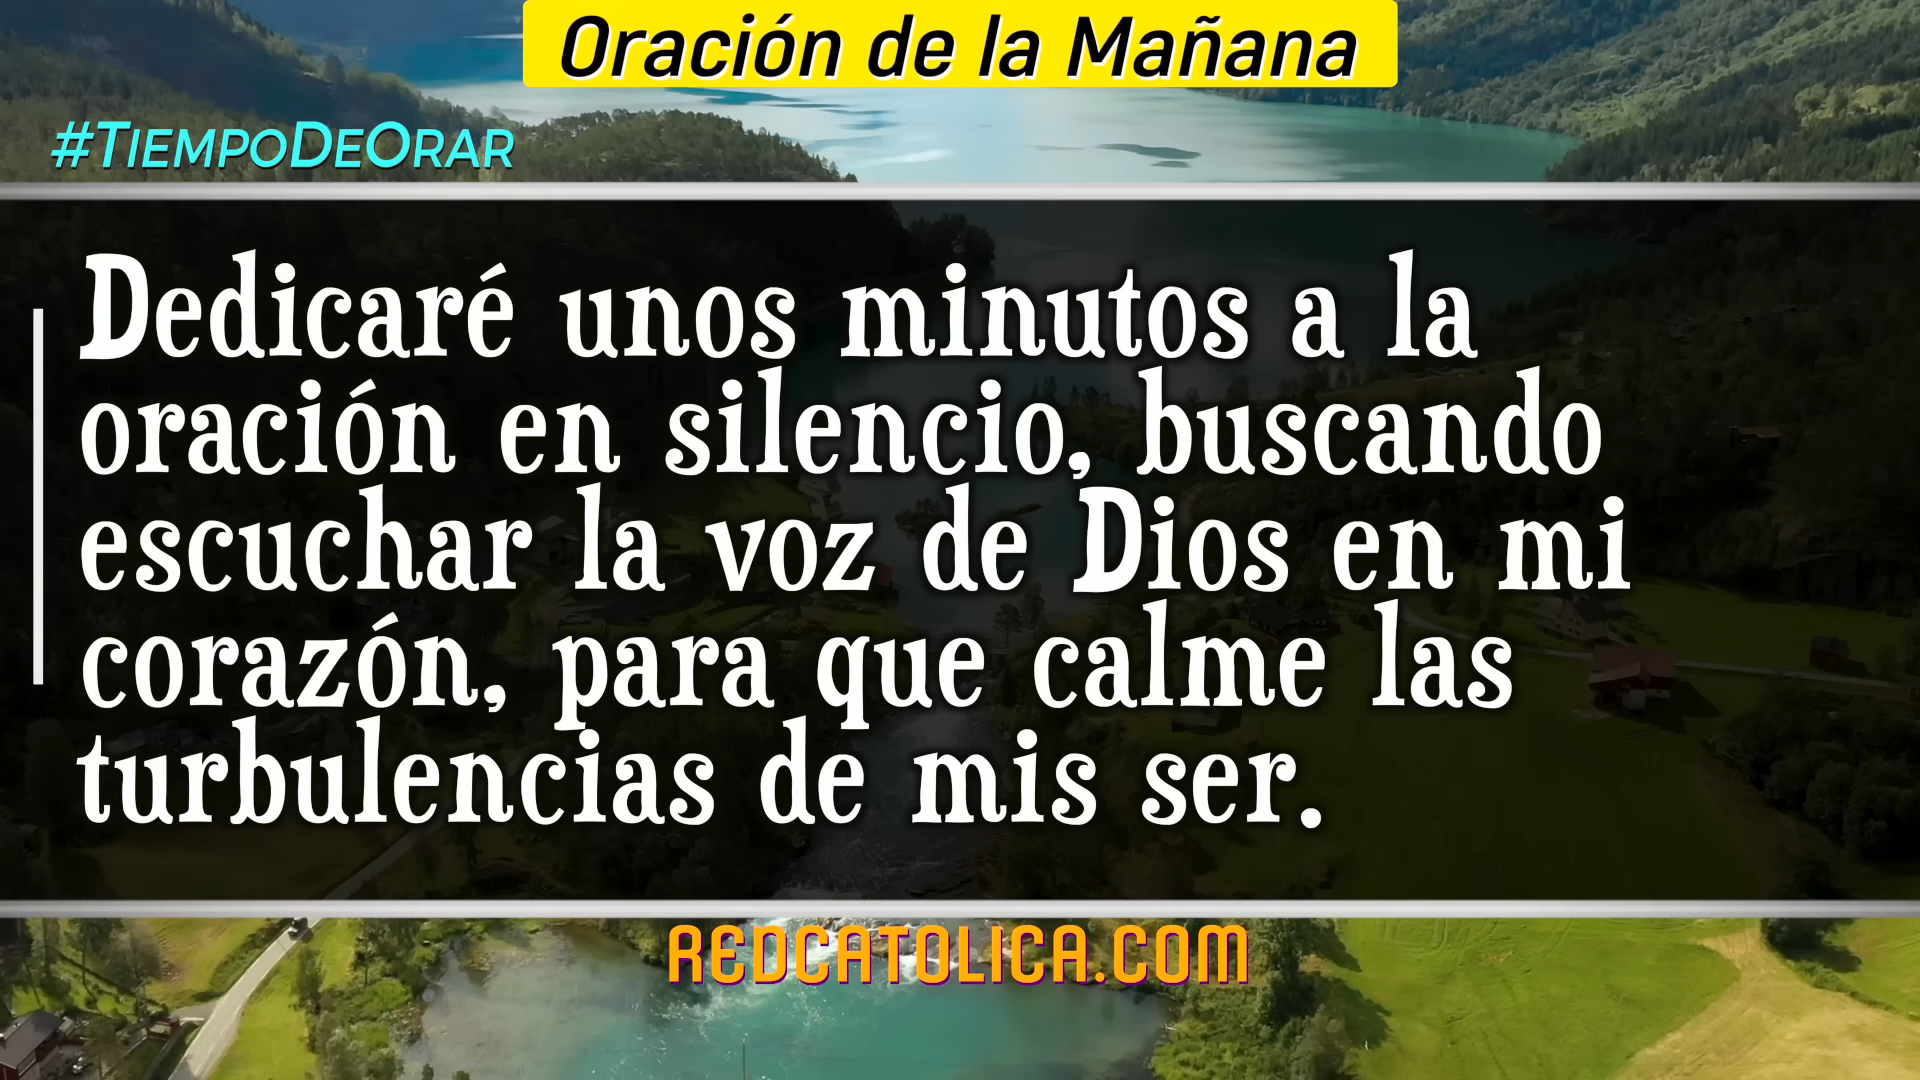 Oración de la Mañana
#TiempoDeOrar
Dedicaré unos minutos a la
oración en silencio, buscando
escuchar la voz de Dios en mi
corazón, para que calme las
turbulencias de mis ser.
REDCATOLICA.COM